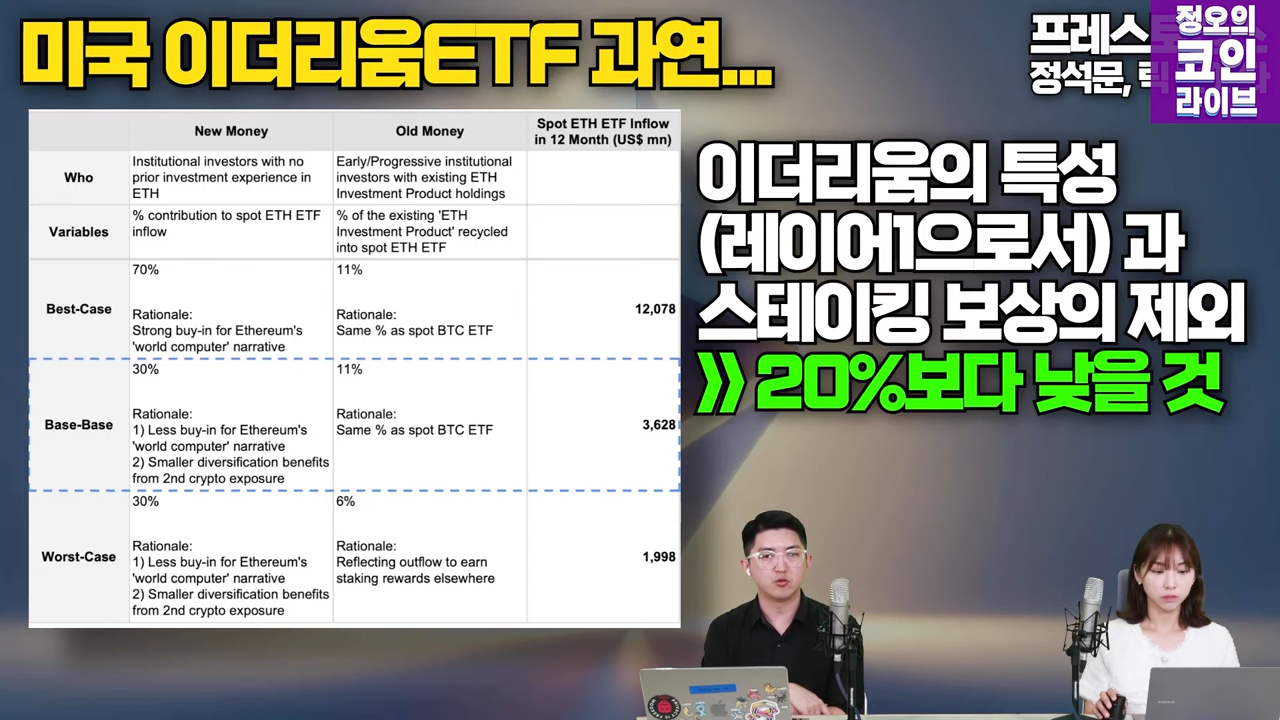 미국 이더리움ETF 과연...
프레스
정석문,
정오의
코인
라이브
New Money
Old Money
Spot ETH ETF Inflow
in 12 Month (US$ mn)
Who
Institutional investors with no
prior investment experience in
ETH
Early/Progressive institutional
investors with existing ETH
Investment Product holdings
Variables
% contribution to spot ETH ETF
inflow
% of the existing 'ETH
Investment Product' recycled
into spot ETH ETF
Best-Case
70%
Rationale:
Strong buy-in for Ethereum's
'world computer' narrative
11%
Rationale:
Same % as spot BTC ETF
12,078
Base-Base
30%
Rationale:
1) Less buy-in for Ethereum's
'world computer' narrative
2) Smaller diversification benefits
from 2nd crypto exposure
11%
Rationale:
Same % as spot BTC ETF
3,628
Worst-Case
30%
Rationale:
1) Less buy-in for Ethereum's
'world computer' narrative
2) Smaller diversification benefits
from 2nd crypto exposure
6%
Rationale:
Reflecting outflow to earn
staking rewards elsewhere
1,998
이더리움의 특성
(레이어1으로서) 과
스테이킹 보상의 제외
》 20%보다 낮을 것